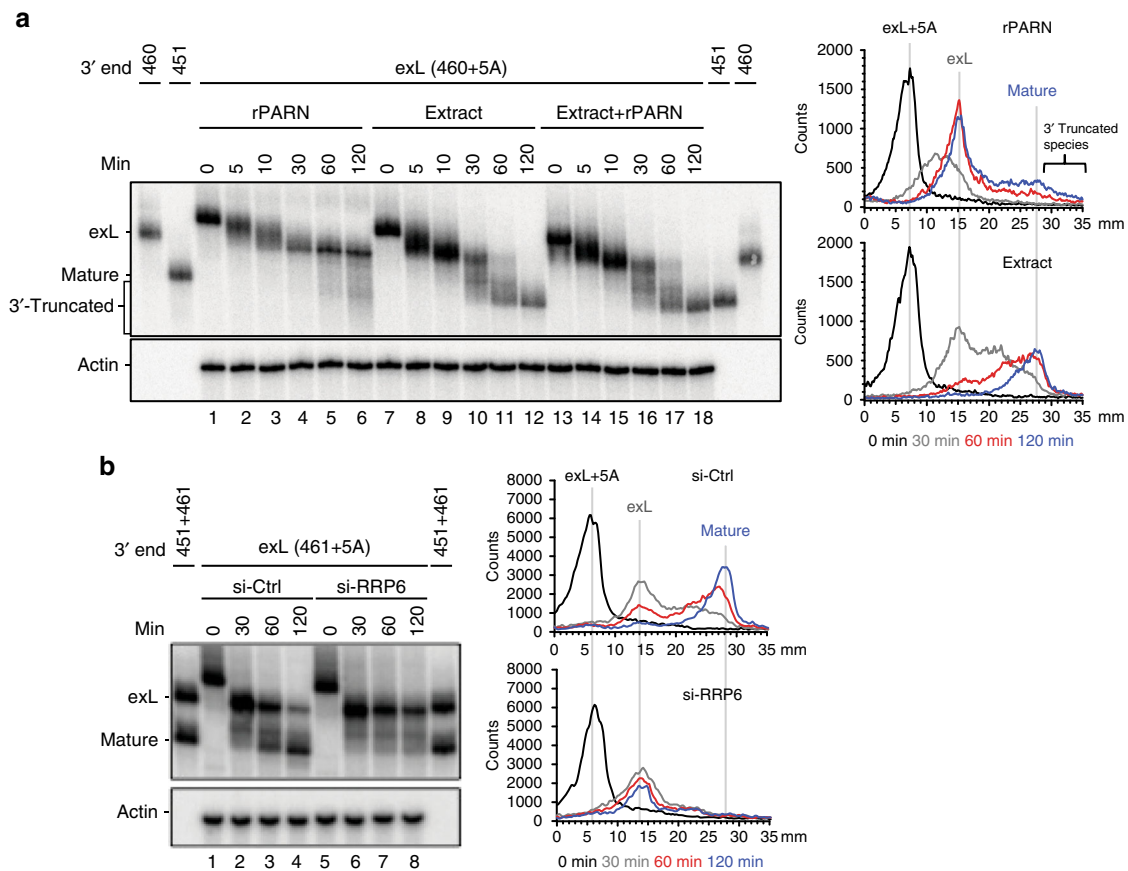 a
3′ end 460 451 exL (460+5A) 451 460
rPARN Extract Extract+rPARN
Min 0 5 10 30 60 120 0 5 10 30 60 120 0 5 10 30 60 120
exL
Mature
3′-Truncated
Actin
1 2 3 4 5 6 7 8 9 10 11 12 13 14 15 16 17 18
exL+5A rPARN
exL
Mature
3′ Truncated
species
Counts
2000
1500
1000
500
0
0 5 10 15 20 25 30 35 mm
Extract
Counts
2000
1500
1000
500
0
0 5 10 15 20 25 30 35 mm
0 min 30 min 60 min 120 min
b
3′ end 451+461 exL (461+5A) 451+461
si-Ctrl si-RRP6
Min 0 30 60 120 0 30 60 120
exL
Mature
Actin
1 2 3 4 5 6 7 8
exL+5A si-Ctrl
exL
Mature
Counts
8000
7000
6000
5000
4000
3000
2000
1000
0
0 5 10 15 20 25 30 35 mm
si-RRP6
Counts
8000
7000
6000
5000
4000
3000
2000
1000
0
0 5 10 15 20 25 30 35 mm
0 min 30 min 60 min 120 min